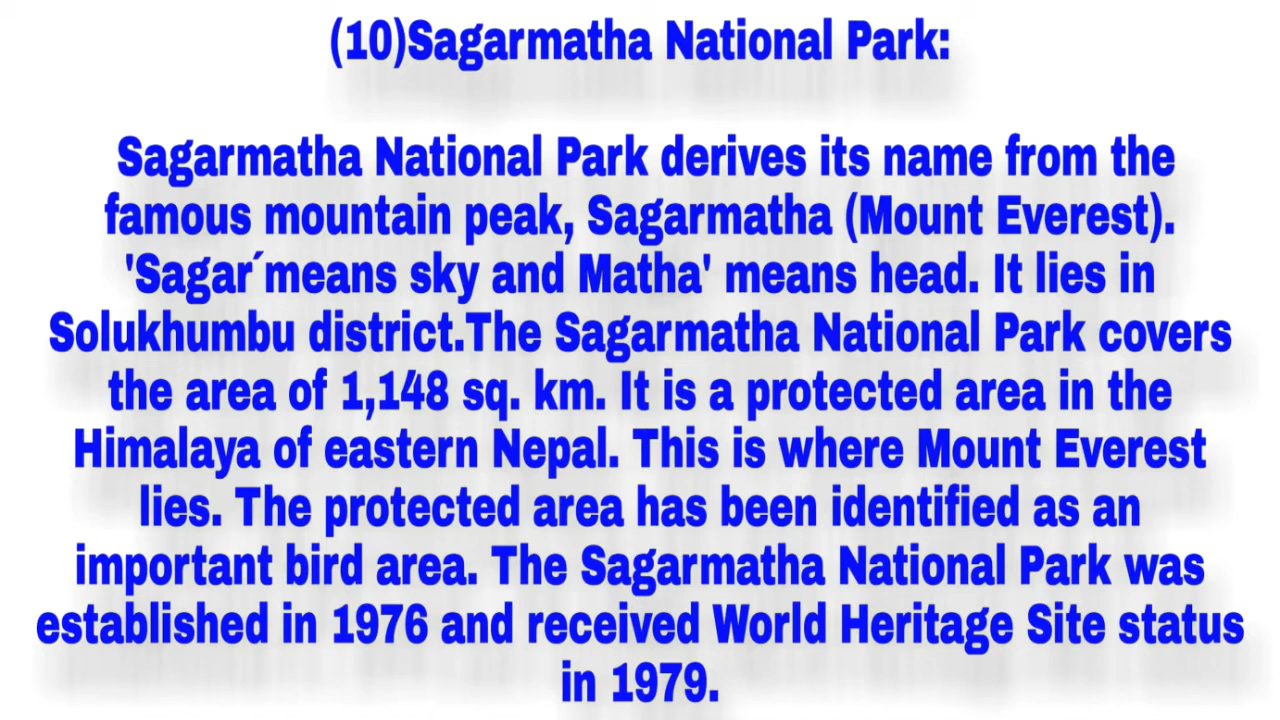 (10)Sagarmatha National Park:
Sagarmatha National Park derives its name from the
famous mountain peak, Sagarmatha (Mount Everest).
'Sagar´means sky and Matha' means head. It lies in
Solukhumbu district.The Sagarmatha National Park covers
the area of 1,148 sq. km. It is a protected area in the
Himalaya of eastern Nepal. This is where Mount Everest
lies. The protected area has been identified as an
important bird area. The Sagarmatha National Park was
established in 1976 and received World Heritage Site status
in 1979.